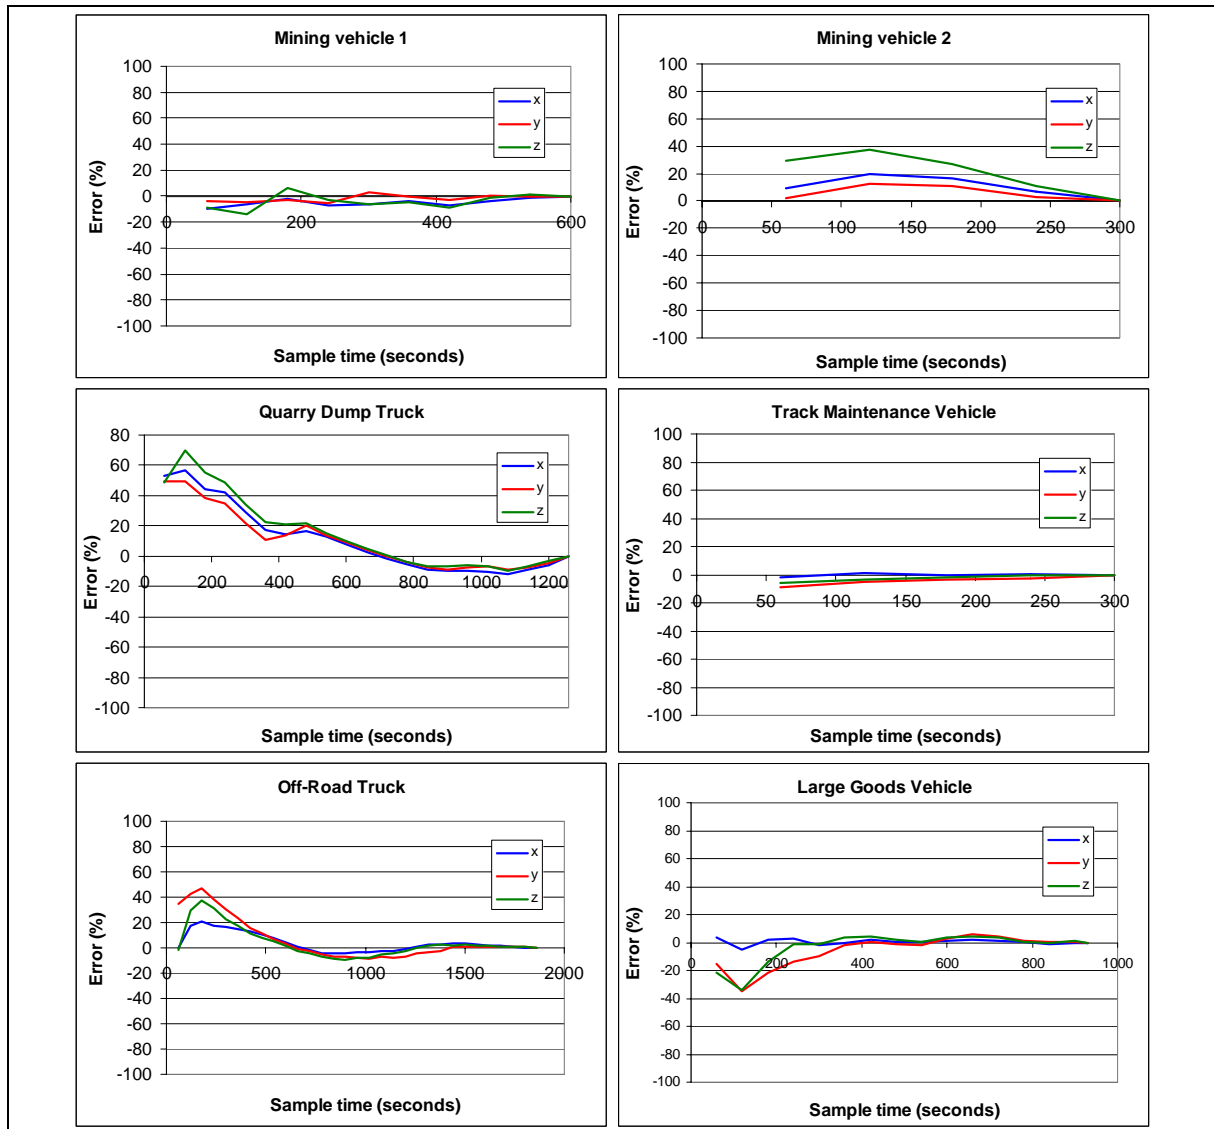 Mining vehicle 1
100
80
60
40
20
0
-20
-40
-60
-80
-100
0
200
400
600
Error (%)
Sample time (seconds)
x
y
z
Mining vehicle 2
100
80
60
40
20
0
-20
-40
-60
-80
-100
0
50
100
150
200
250
300
Error (%)
Sample time (seconds)
x
y
z
Quarry Dump Truck
80
60
40
20
0
-20
-40
-60
-80
-100
0
200
400
600
800
1000
1200
Error (%)
Sample time (seconds)
x
y
z
Track Maintenance Vehicle
100
80
60
40
20
0
-20
-40
-60
-80
-100
0
50
100
150
200
250
300
Error (%)
Sample time (seconds)
x
y
z
Off-Road Truck
100
80
60
40
20
0
-20
-40
-60
-80
-100
0
500
1000
1500
2000
Error (%)
Sample time (seconds)
x
y
z
Large Goods Vehicle
100
80
60
40
20
0
-20
-40
-60
-80
-100
0
200
400
600
800
1000
Error (%)
Sample time (seconds)
x
y
z